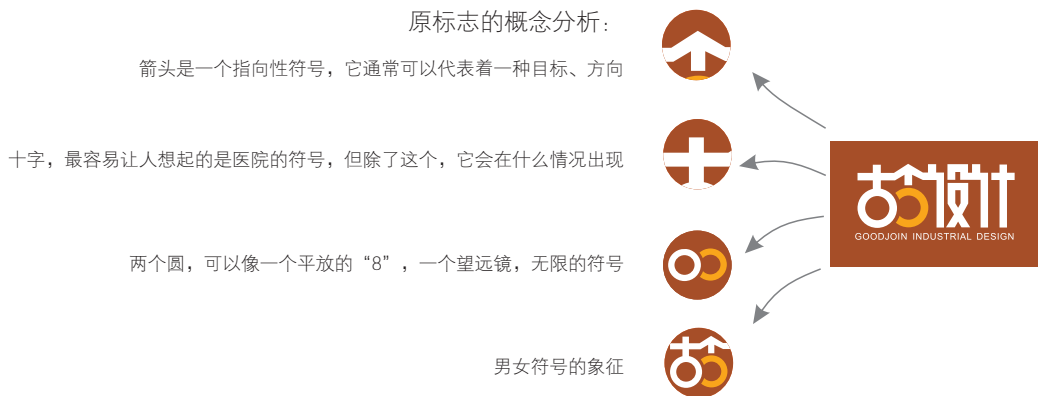 原标志的概念分析：
箭头是一个指向性符号，它通常可以代表着一种目标、方向
十字，最容易让人想起的是医院的符号，但除了这个，它会在什么情况出现
两个圆，可以像一个平放的“8”，一个望远镜，无限的符号
男女符号的象征
古合设计
GOODJOIN INDUSTRIAL DESIGN